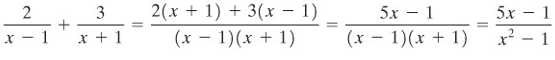 2/(x − 1) + 3/(x + 1) = (2(x + 1) + 3(x − 1))/((x − 1)(x + 1)) = (5x − 1)/((x − 1)(x + 1)) = (5x − 1)/(x² − 1)